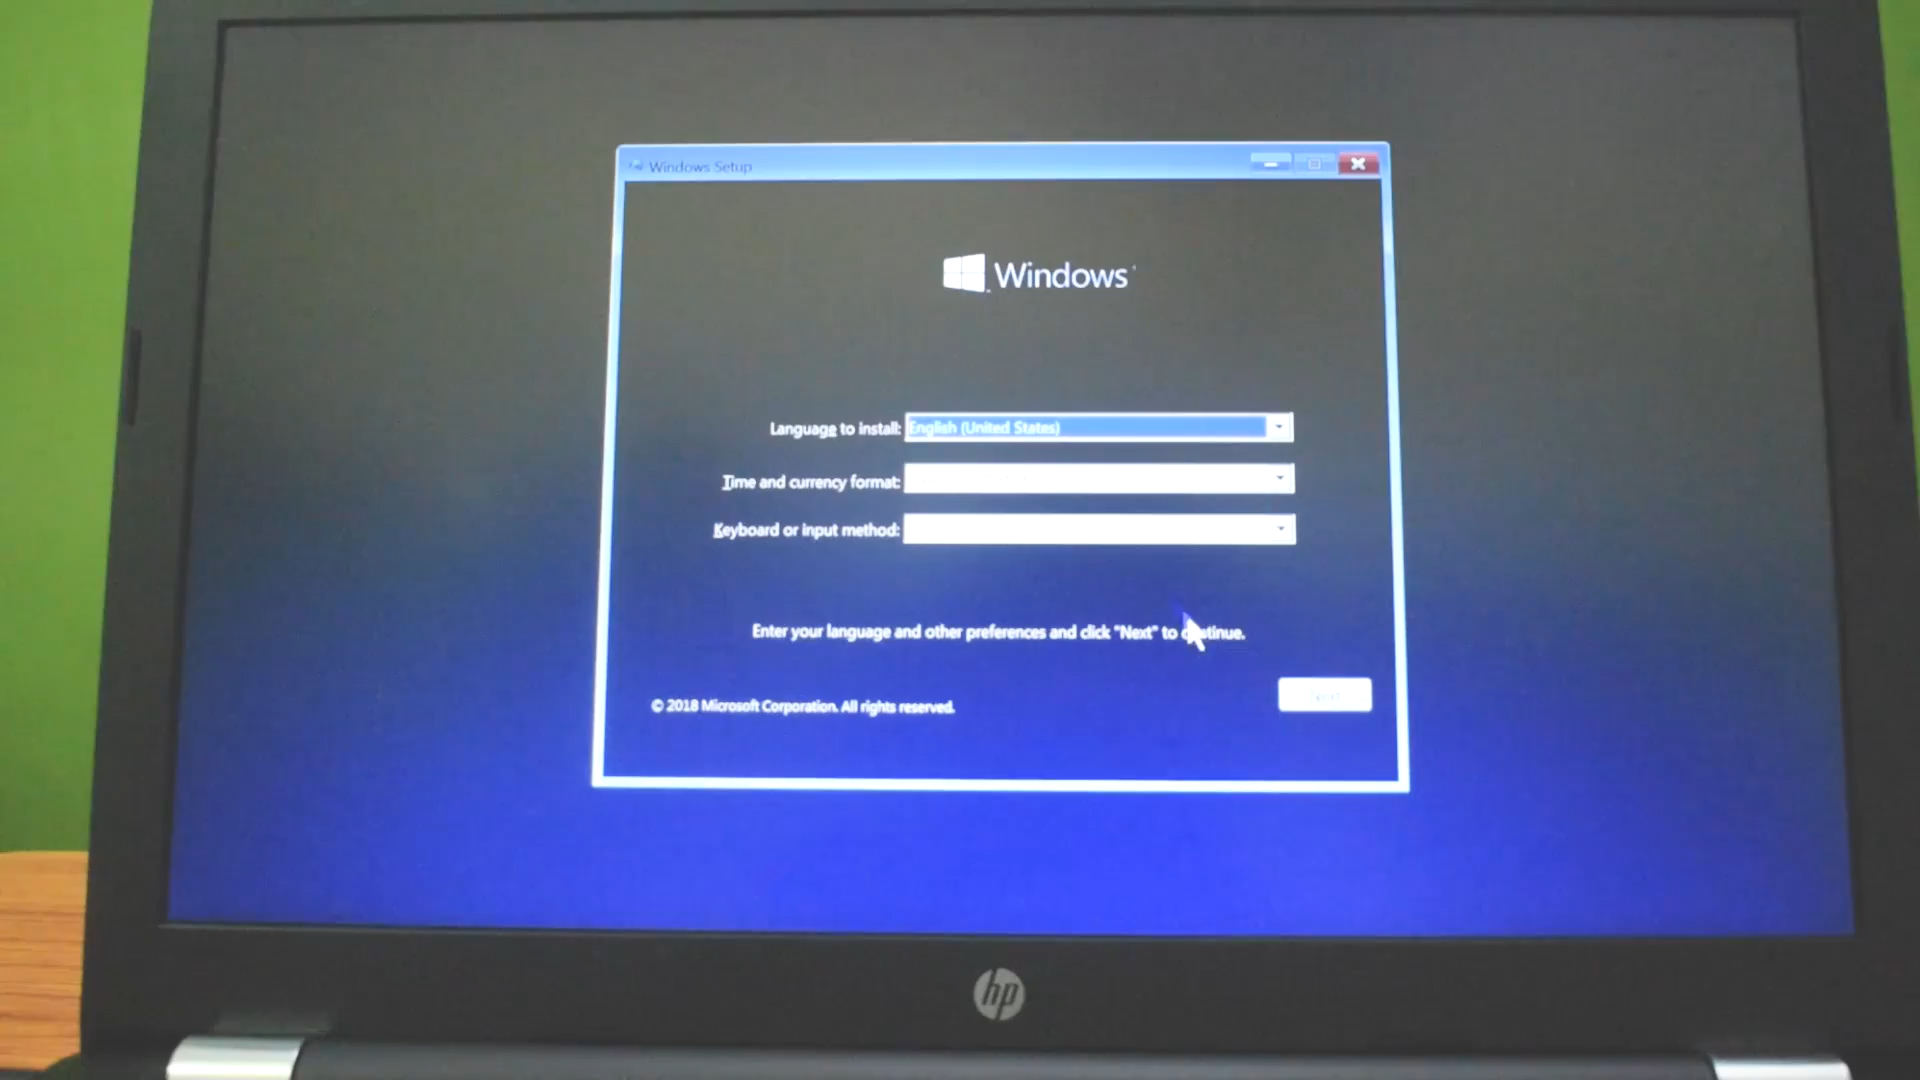 Windows Setup
Windows
Language to install: English (United States)
Time and currency format:
Keyboard or input method:
Enter your language and other preferences and click "Next" to continue.
© 2018 Microsoft Corporation. All rights reserved.
Next
hp